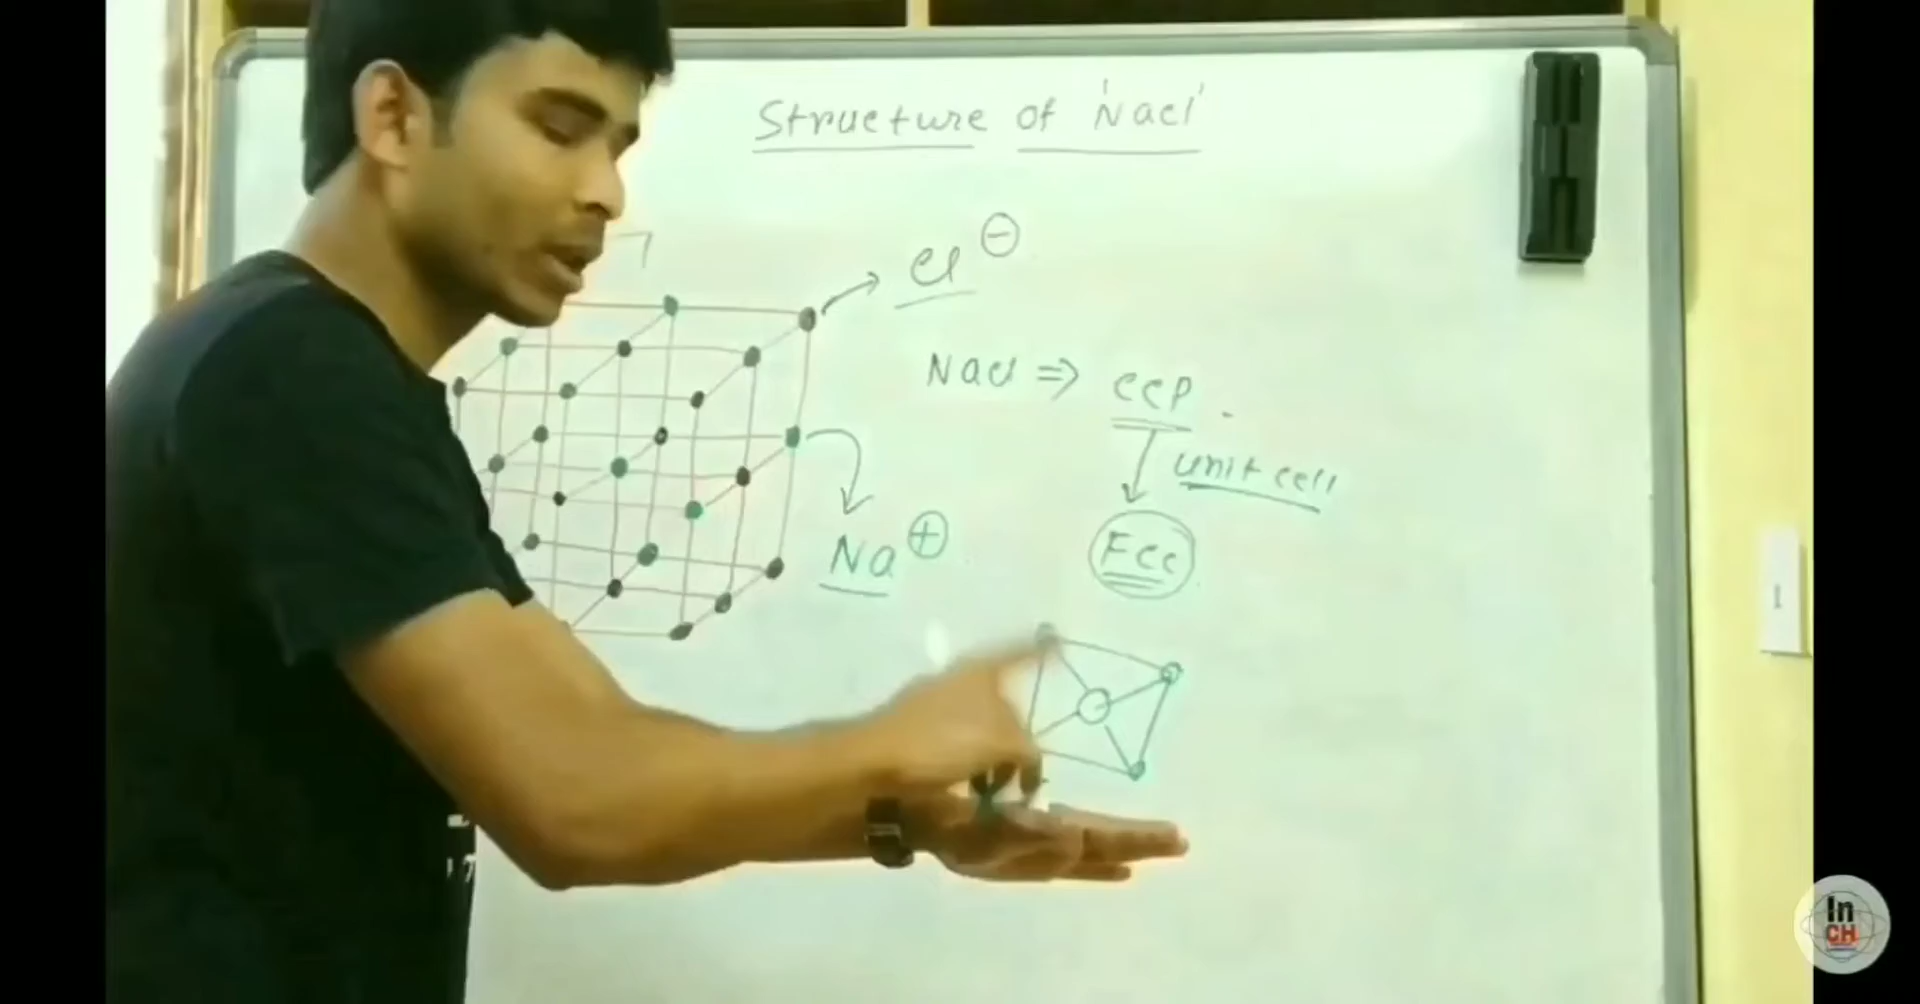 Structure of 'Nacl'
Cl ⊖
Nacl ⇒ CCP
unit cell
Na ⊕
Fcc
In
CH